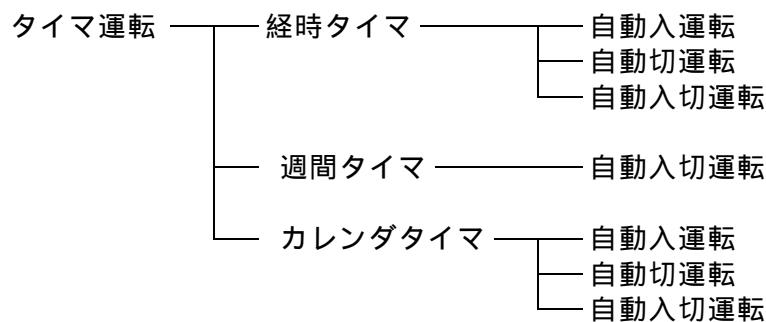 タイマ運転 経時タイマ 自動入運転
自動切運転
自動入切運転
週間タイマ 自動入切運転
カレンダタイマ 自動入運転
自動切運転
自動入切運転